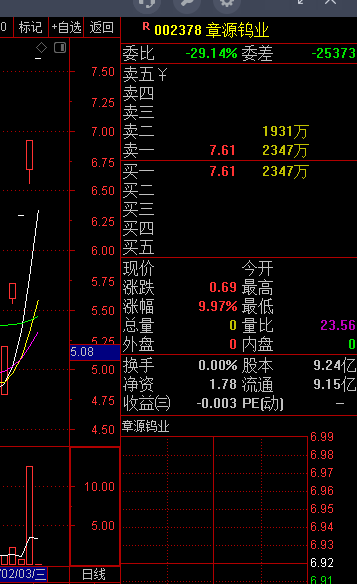 0 标记 +自选 返回
R 002378 章源钨业
委比 -29.14% 委差 -25373
卖五 ¥
卖四
卖三
卖二 1931万
卖一 7.61 2347万
买一 7.61 2347万
买二
买三
买四
买五
现价 今开
涨跌 0.69 最高
涨幅 9.97% 最低
总量 0 量比 23.56
外盘 0 内盘 0
换手 0.00% 股本 9.24亿
净资 1.78 流通 9.15亿
收益㈢ -0.003 PE(动) –
章源钨业
7.50
7.00
6.75
6.50
6.25
6.00
5.75
5.50
5.25
5.08
5.00
4.75
4.50
10.00
5.00
6.99
6.98
6.97
6.96
6.95
6.94
6.93
6.92
6.91
/02/03/三 日线